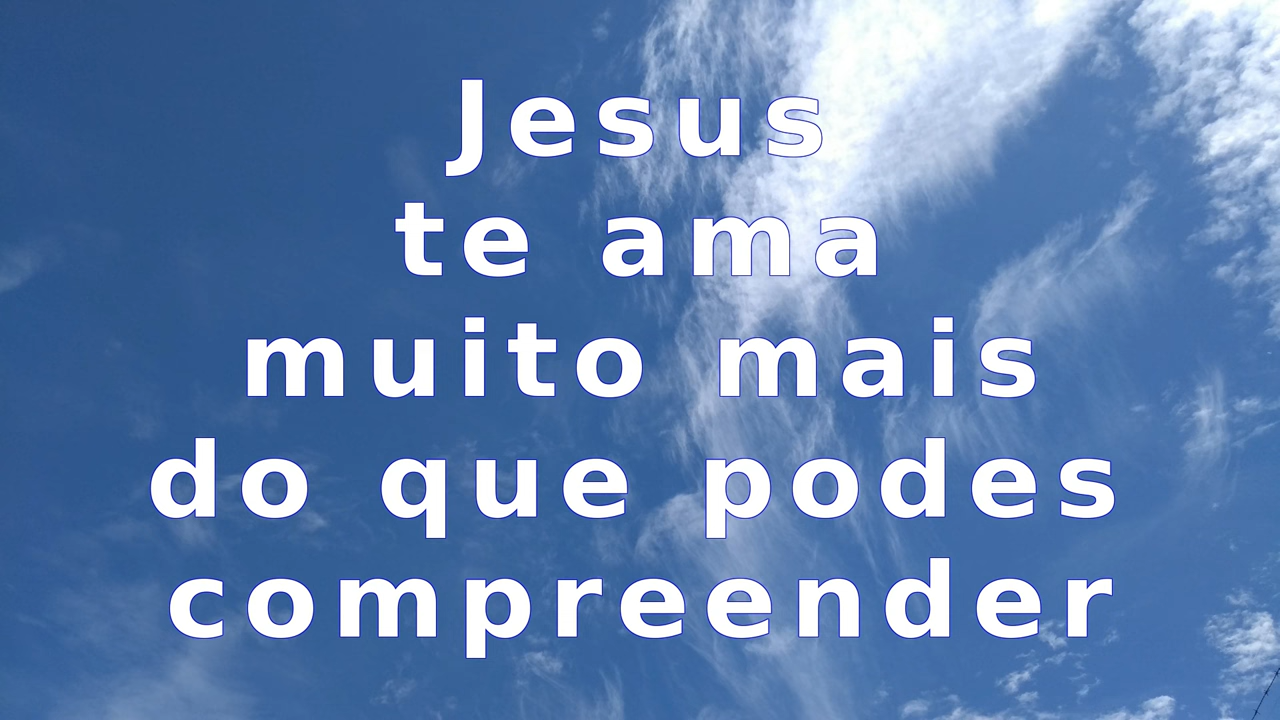 Jesus
te ama
muito mais
do que podes
compreender